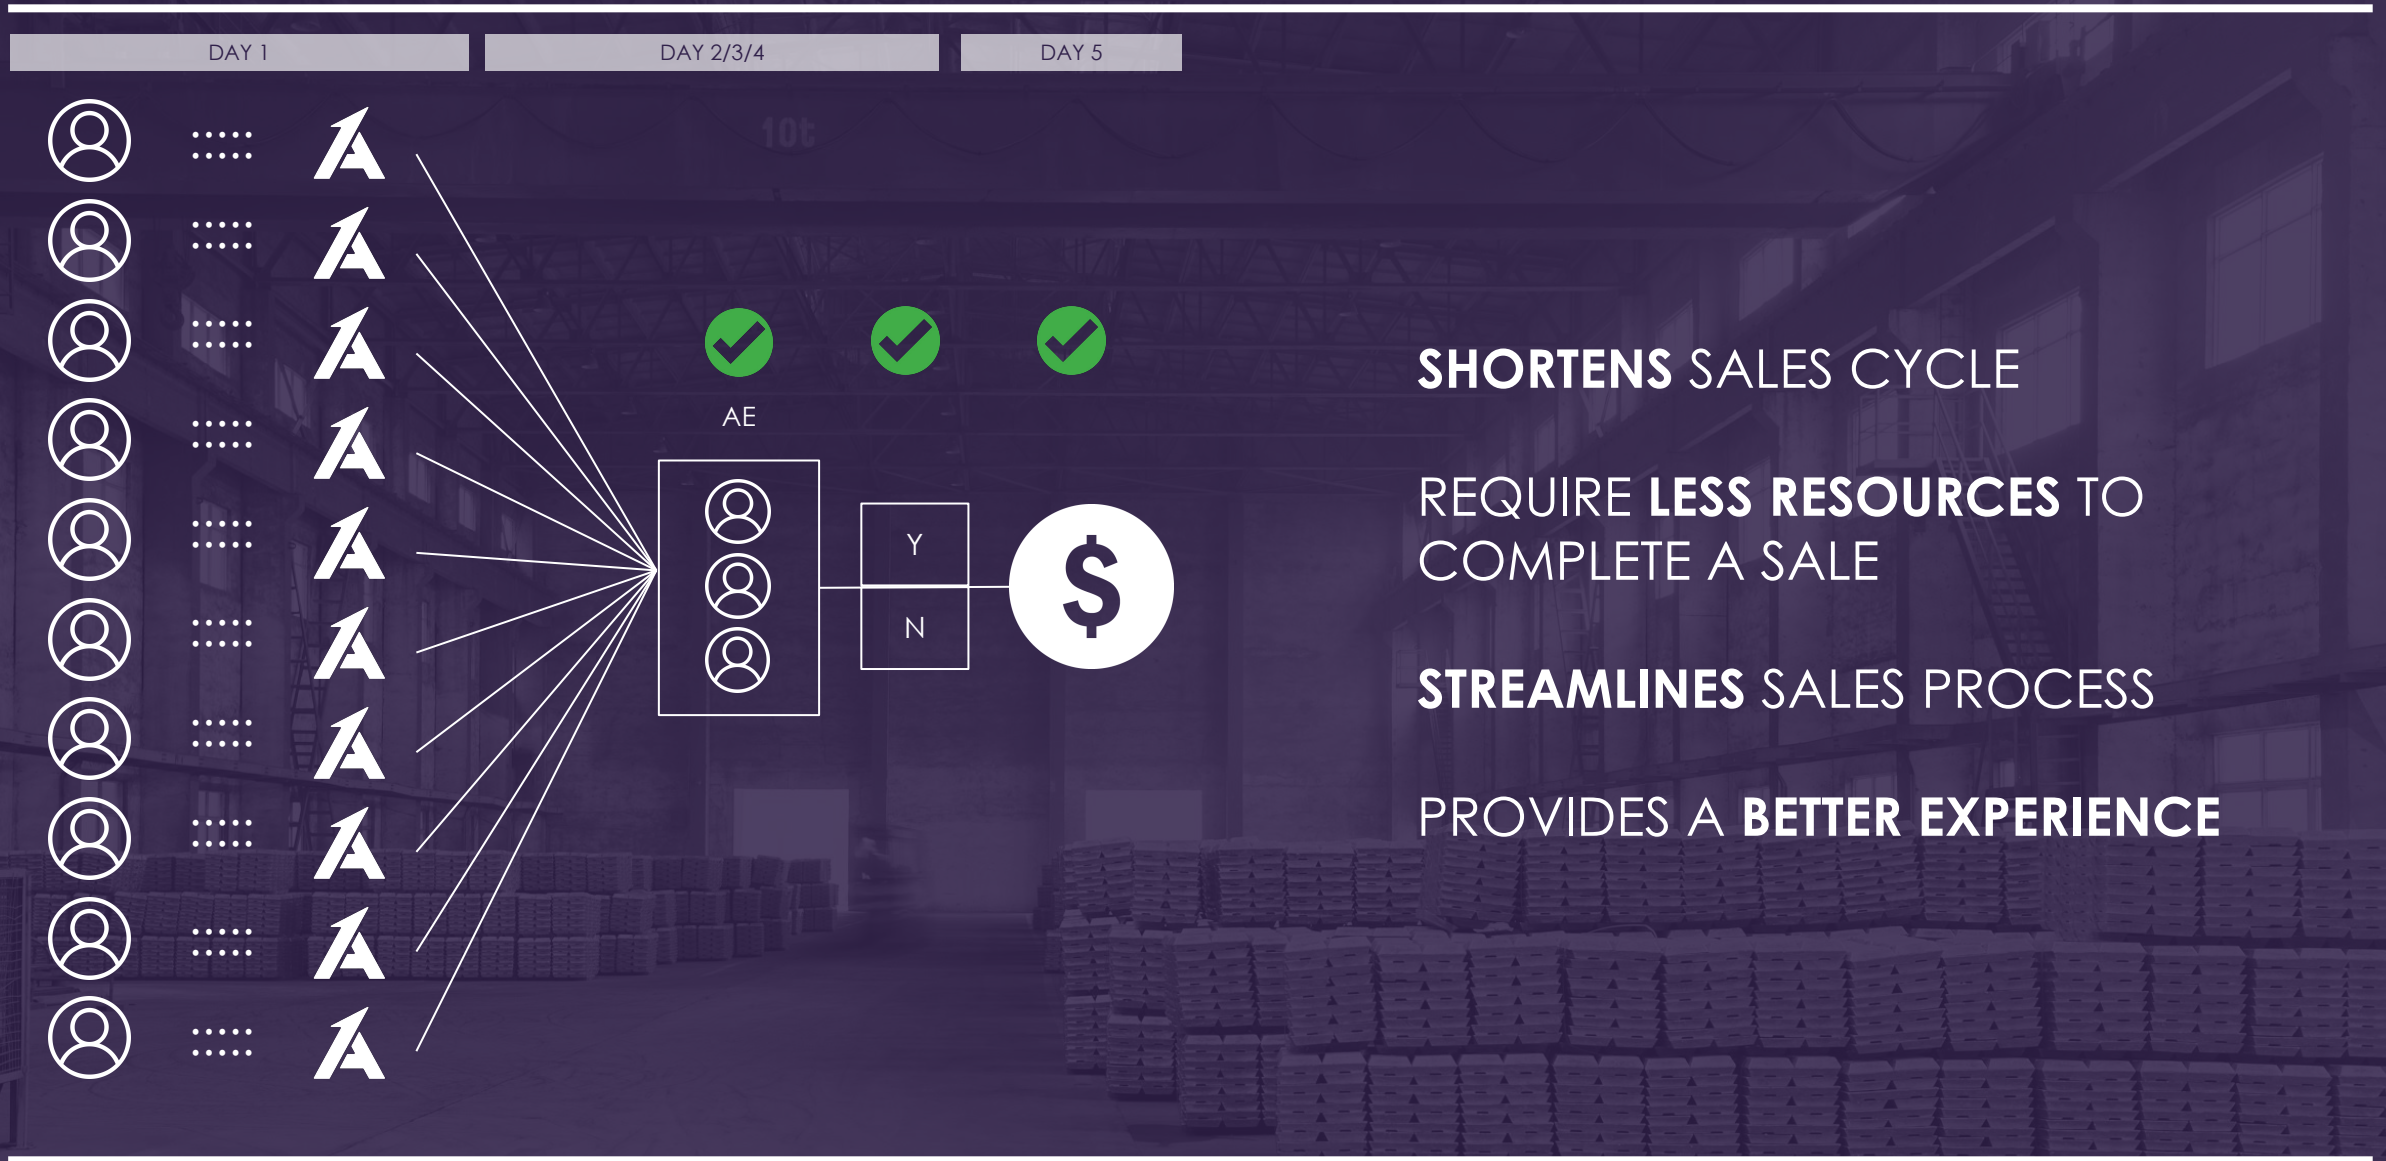 DAY 1
DAY 2/3/4
DAY 5
10t
AE
Y
N
$
SHORTENS SALES CYCLE
REQUIRE LESS RESOURCES TO
COMPLETE A SALE
STREAMLINES SALES PROCESS
PROVIDES A BETTER EXPERIENCE